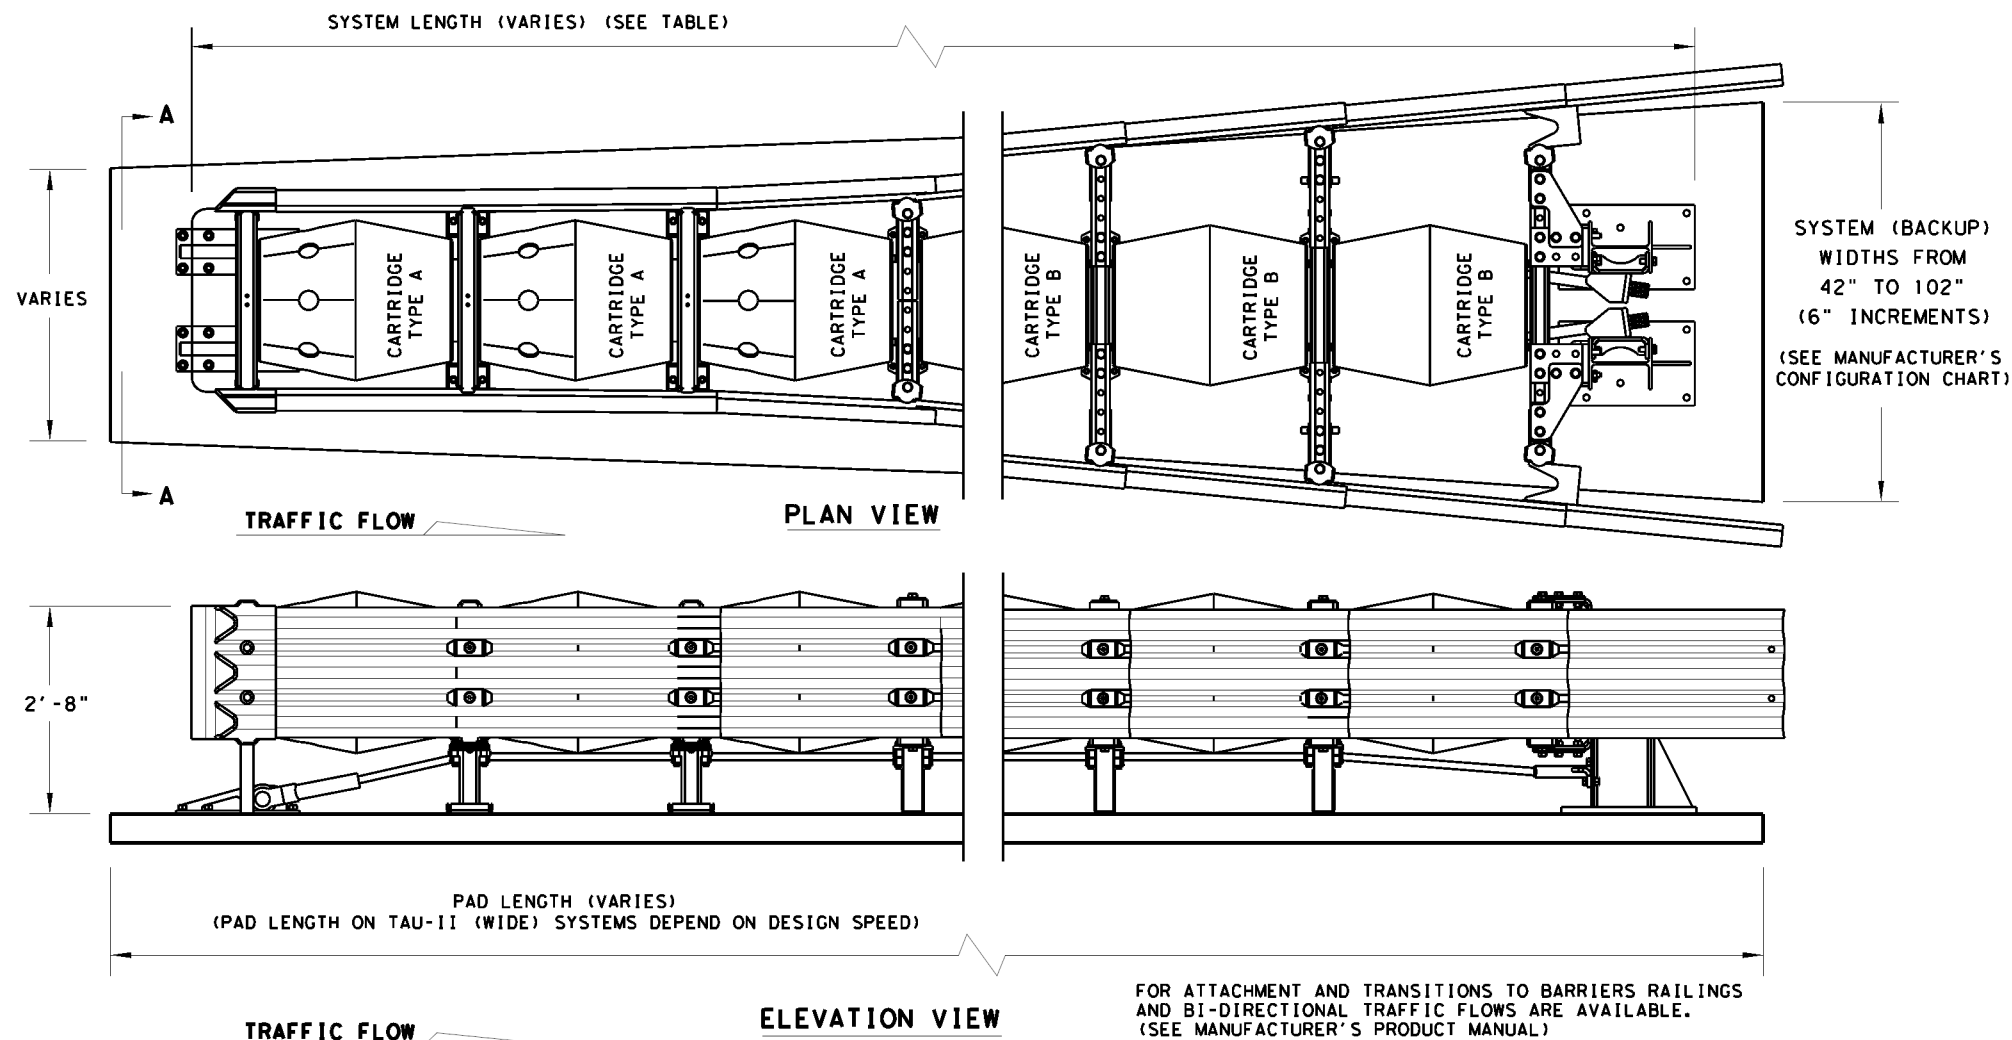 SYSTEM LENGTH (VARIES) (SEE TABLE)
A
VARIES
CARTRIDGE
TYPE A
CARTRIDGE
TYPE A
CARTRIDGE
TYPE A
CARTRIDGE
TYPE B
CARTRIDGE
TYPE B
CARTRIDGE
TYPE B
SYSTEM (BACKUP)
WIDTHS FROM
42" TO 102"
(6" INCREMENTS)
(SEE MANUFACTURER'S
CONFIGURATION CHART)
A
TRAFFIC FLOW
PLAN VIEW
2'-8"
PAD LENGTH (VARIES)
(PAD LENGTH ON TAU-II (WIDE) SYSTEMS DEPEND ON DESIGN SPEED)
FOR ATTACHMENT AND TRANSITIONS TO BARRIERS RAILINGS
AND BI-DIRECTIONAL TRAFFIC FLOWS ARE AVAILABLE.
(SEE MANUFACTURER'S PRODUCT MANUAL)
ELEVATION VIEW
TRAFFIC FLOW